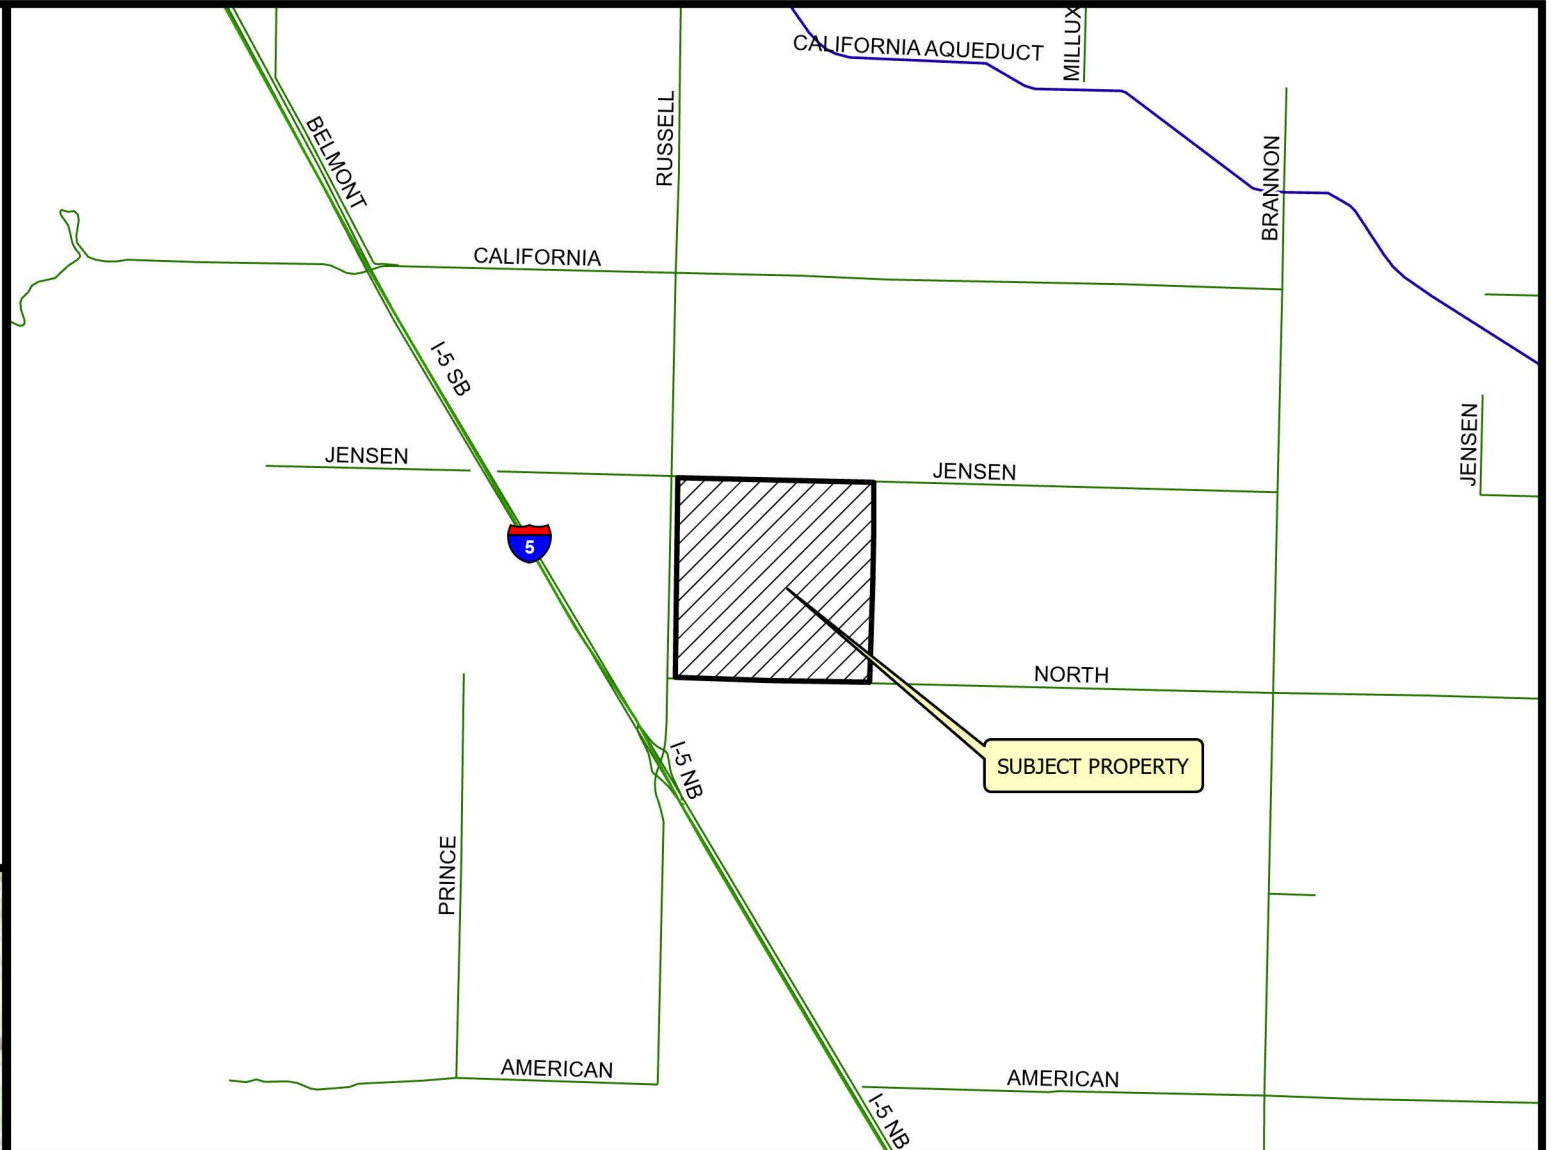 MILLUX
CALIFORNIA AQUEDUCT
BELMONT
RUSSELL
BRANNON
CALIFORNIA
I-5 SB
JENSEN
JENSEN
JENSEN
5
NORTH
I-5 NB
SUBJECT PROPERTY
PRINCE
AMERICAN
AMERICAN
I-5 NB